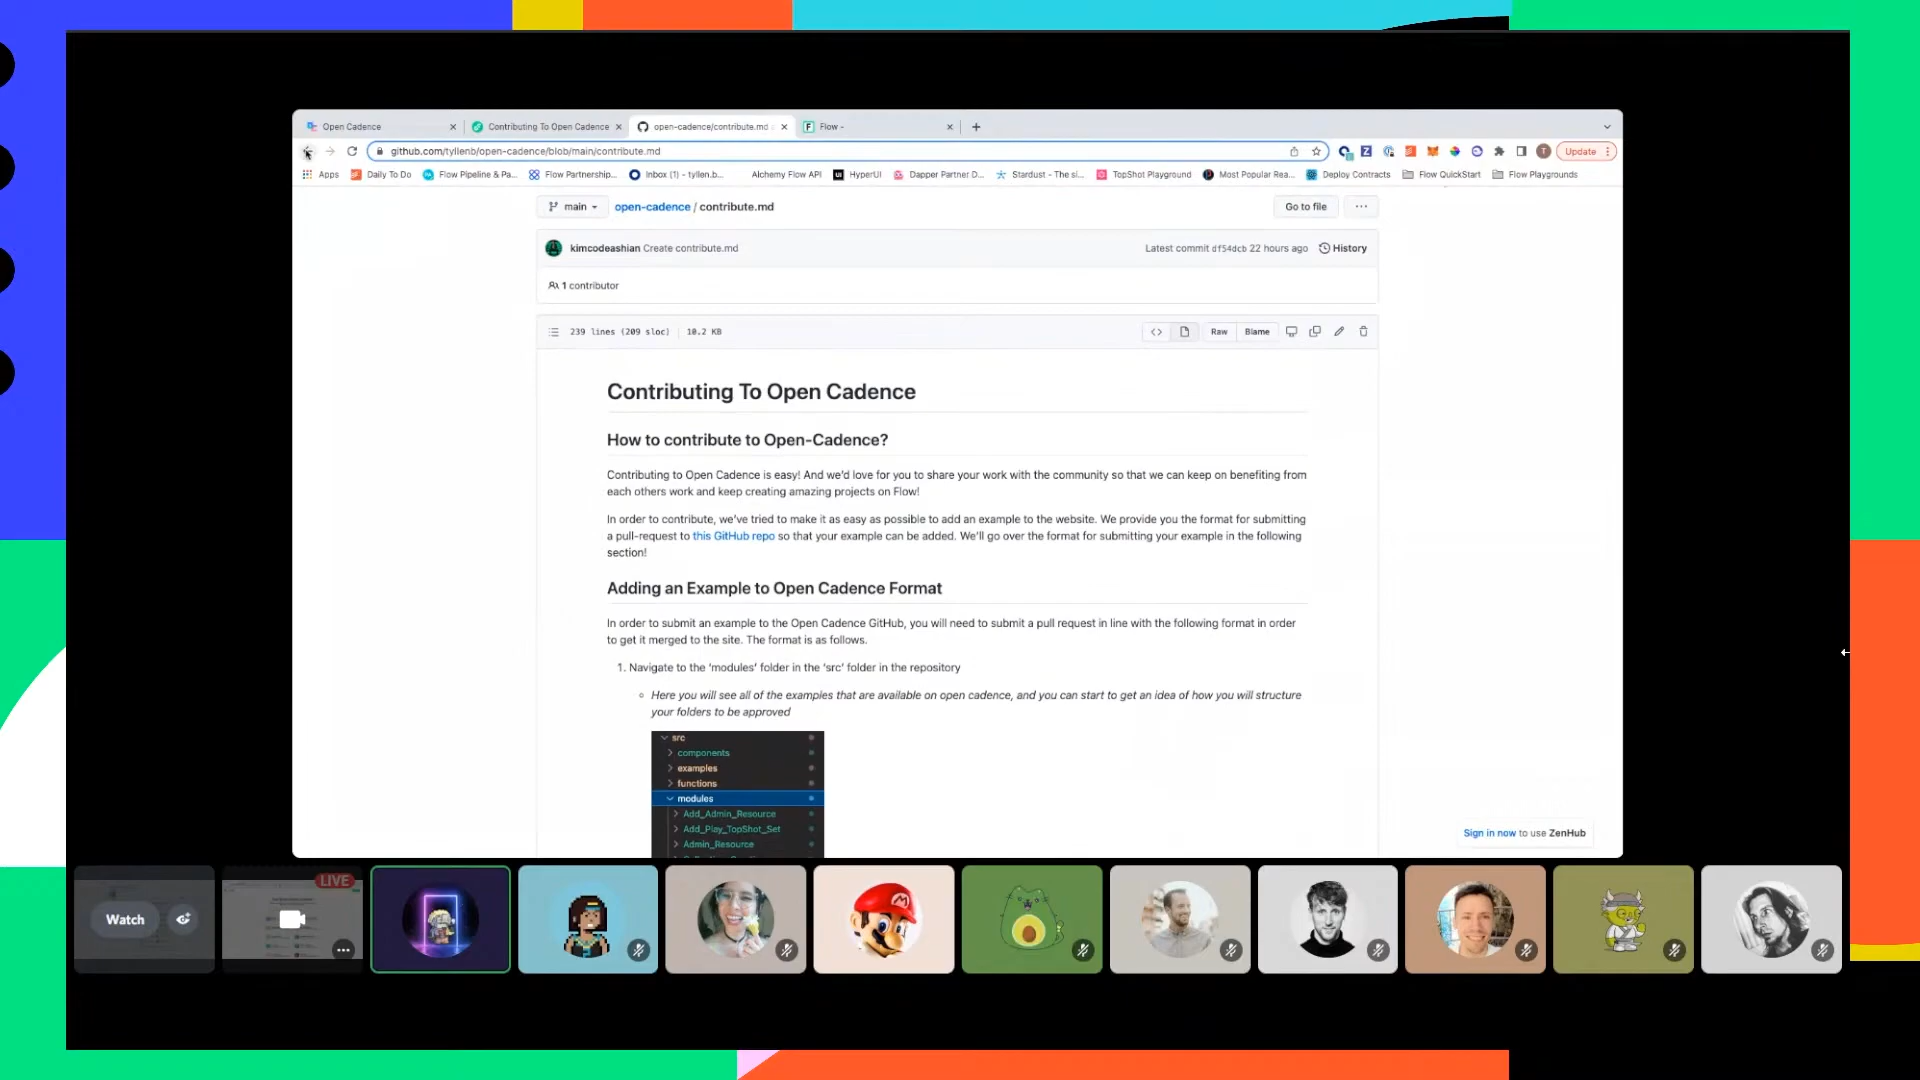 Open Cadence
Contributing To Open Cadence
open-cadence/contribute.md
Flow -
github.com/tyllenb/open-cadence/blob/main/contribute.md
Update
Apps
Daily To Do
Flow Pipeline & Pa...
Flow Partnership...
Inbox (1) - tyllen.b...
Alchemy Flow API
HyperUI
Dapper Partner D...
Stardust - The si...
TopShot Playground
Most Popular Rea...
Deploy Contracts
Flow QuickStart
Flow Playgrounds
main
open-cadence / contribute.md
Go to file
kimcodeashian Create contribute.md
Latest commit df54dcb 22 hours ago
History
1 contributor
239 lines (209 sloc) 10.2 KB
Raw
Blame
Contributing To Open Cadence
How to contribute to Open-Cadence?
Contributing to Open Cadence is easy! And we'd love for you to share your work with the community so that we can keep on benefiting from
each others work and keep creating amazing projects on Flow!
In order to contribute, we've tried to make it as easy as possible to add an example to the website. We provide you the format for submitting
a pull-request to this GitHub repo so that your example can be added. We'll go over the format for submitting your example in the following
section!
Adding an Example to Open Cadence Format
In order to submit an example to the Open Cadence GitHub, you will need to submit a pull request in line with the following format in order
to get it merged to the site. The format is as follows.
1. Navigate to the 'modules' folder in the 'src' folder in the repository
Here you will see all of the examples that are available on open cadence, and you can start to get an idea of how you will structure
your folders to be approved
src
components
examples
functions
modules
Add_Admin_Resource
Add_Play_TopShot_Set
Admin_Resource
Sign in now to use ZenHub
Watch
LIVE